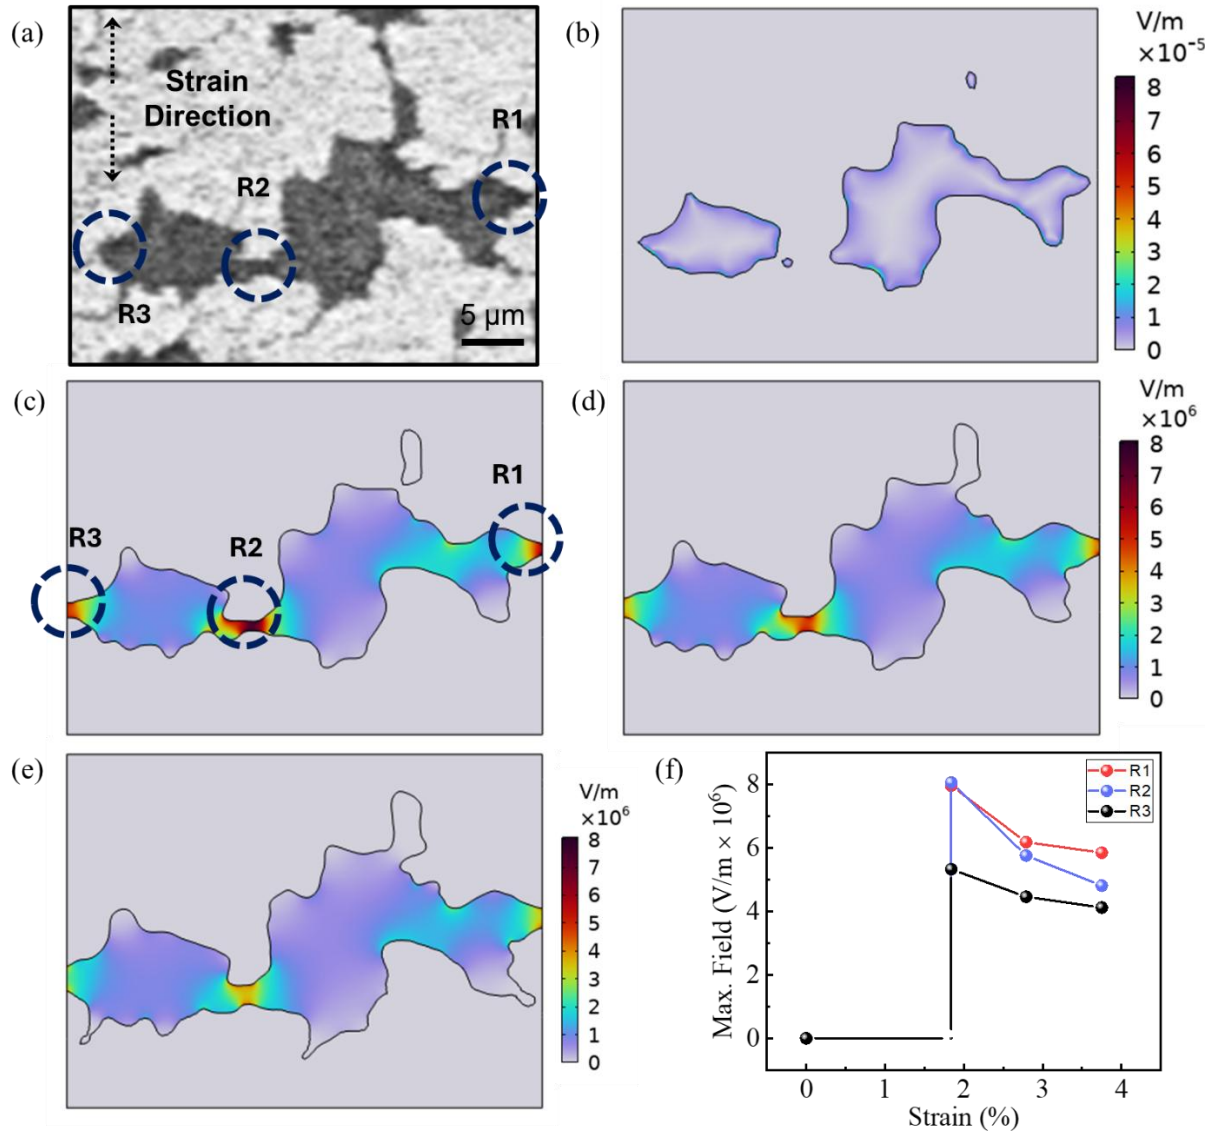 (a)
Strain
Direction
R1
R2
R3
5 μm
(b)
V/m
×10⁻⁵
8
7
6
5
4
3
2
1
0
(c)
R3
R2
R1
(d)
V/m
×10⁶
8
7
6
5
4
3
2
1
0
(e)
V/m
×10⁶
8
7
6
5
4
3
2
1
0
(f)
R1
R2
R3
Max. Field (V/m × 10⁶)
8
6
4
2
0
0 1 2 3 4
Strain (%)